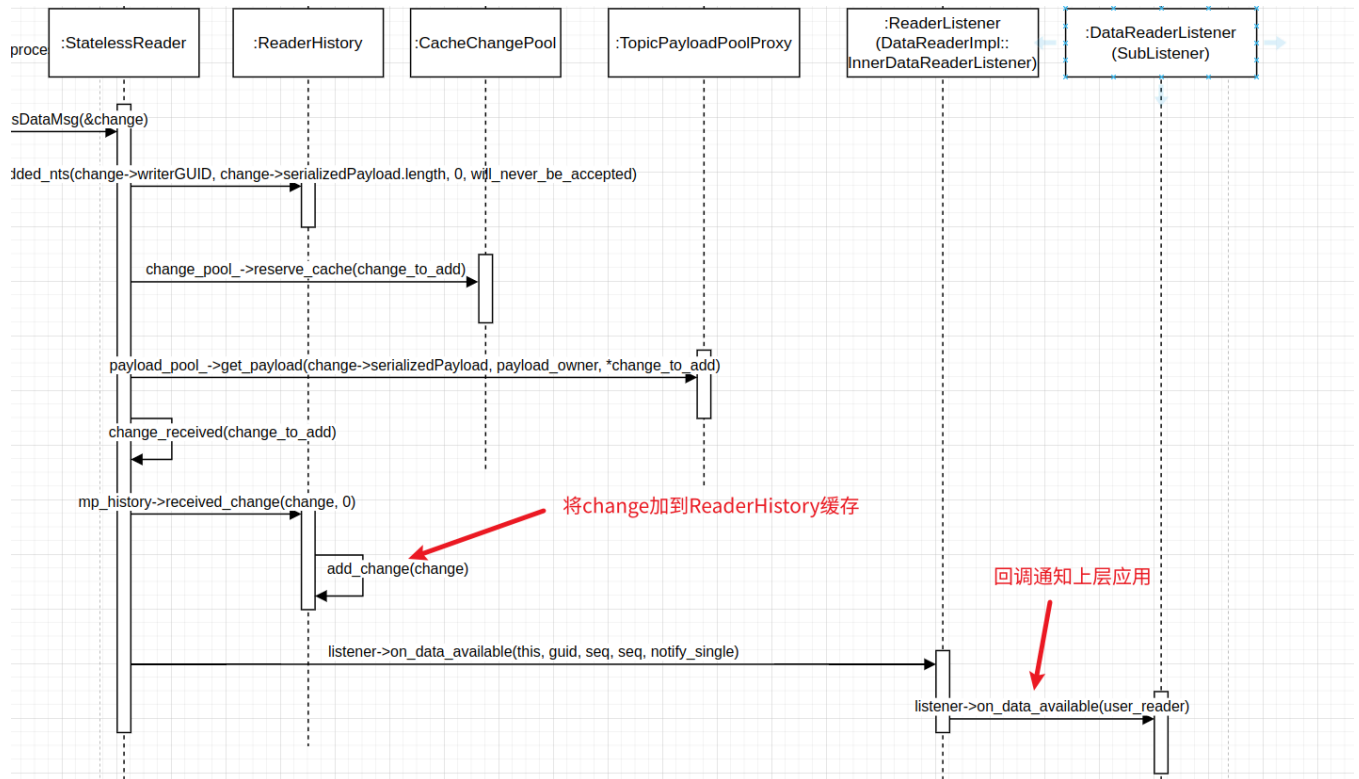 :StatelessReader
:ReaderHistory
:CacheChangePool
:TopicPayloadPoolProxy
:ReaderListener
(DataReaderImpl::
InnerDataReaderListener)
:DataReaderListener
(SubListener)
proce
sDataMsg(&change)
dded_nts(change->writerGUID, change->serializedPayload.length, 0, will_never_be_accepted)
change_pool_->reserve_cache(change_to_add)
payload_pool_->get_payload(change->serializedPayload, payload_owner, *change_to_add)
change_received(change_to_add)
mp_history->received_change(change, 0)
将change加到ReaderHistory缓存
add_change(change)
回调通知上层应用
listener->on_data_available(this, guid, seq, seq, notify_single)
listener->on_data_available(user_reader)